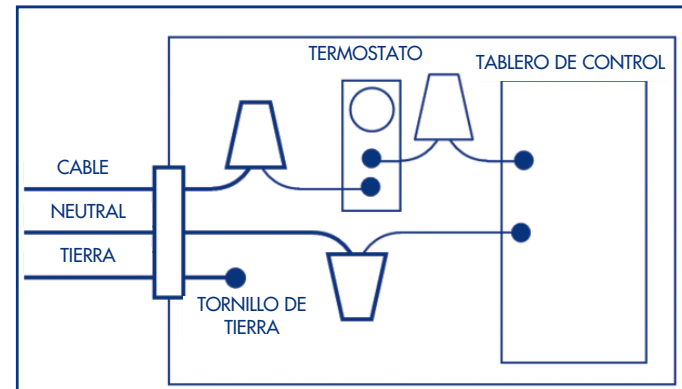 TERMOSTATO
TABLERO DE CONTROL
CABLE
NEUTRAL
TIERRA
TORNILLO DE
TIERRA